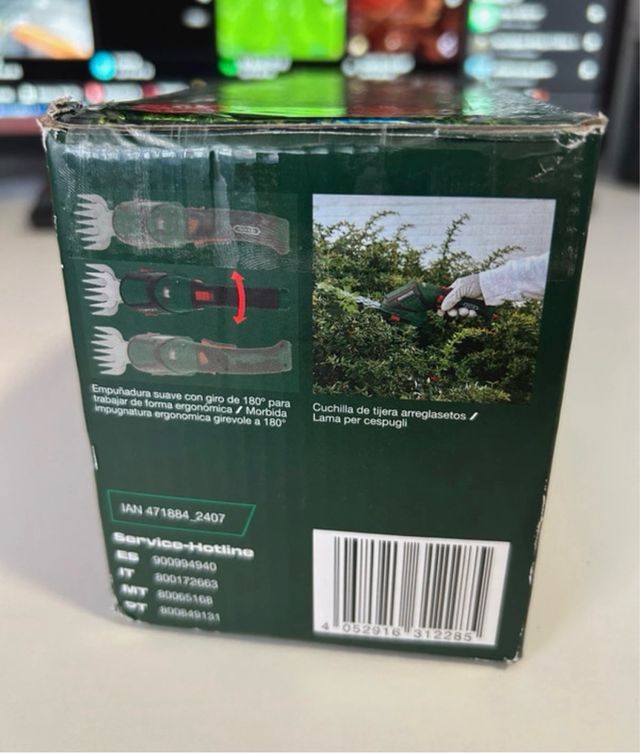 Empuñadura suave con giro de 180° para
trabajar de forma ergonómica / Morbida
impugnatura ergonomica girevole a 180°
Cuchilla de tijera arreglasetos /
Lama per cespugli
IAN 471884_2407
Service-Hotline
ES 900994940
IT 800172663
MT 80065168
PT 800849131
4 052916 312285